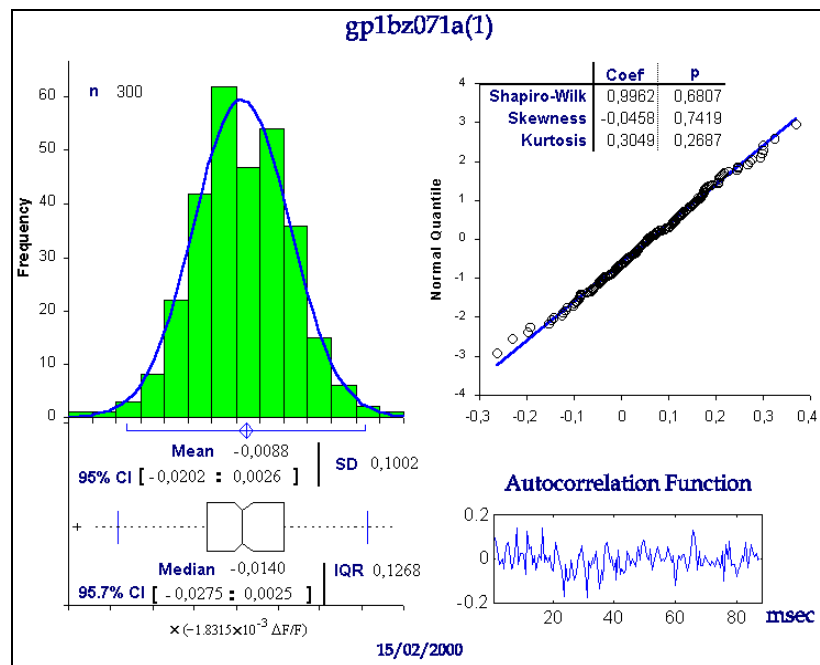 gp1bz071a(1)
n 300
60
50
40
30
20
10
0
Frequency
Mean -0,0088
95% CI [ -0,0202 : 0,0026 ]
SD 0,1002
+
Median -0,0140
95.7% CI [ -0,0275 : 0,0025 ]
IQR 0,1268
×(−1.8315×10⁻³ ΔF/F)
Coef p
Shapiro-Wilk 0,9962 0,6807
Skewness -0,0458 0,7419
Kurtosis 0,3049 0,2687
4
3
2
1
0
-1
-2
-3
-4
Normal Quantile
-0,3 -0,2 -0,1 0 0,1 0,2 0,3 0,4
Autocorrelation Function
0.2
0
-0.2
20 40 60 80
msec
15/02/2000